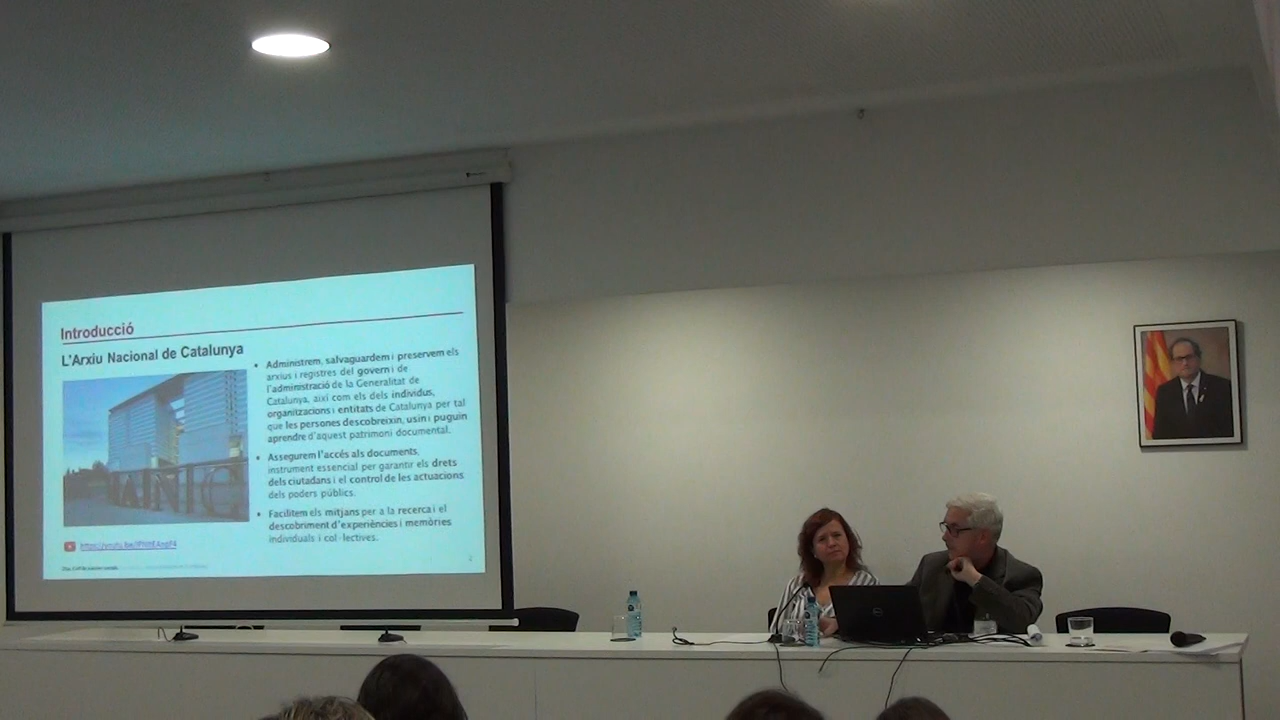 Introducció
L'Arxiu Nacional de Catalunya
• Administrem, salvaguardem i preservem els
arxius i registres del govern i de
l'administració de la Generalitat de
Catalunya, així com els dels individus,
organitzacions i entitats de Catalunya per tal
que les persones descobreixin, usin i puguin
aprendre d'aquest patrimoni documental.
• Assegurem l'accés als documents,
instrument essencial per garantir els drets
dels ciutadans i el control de les actuacions
dels poders públics.
• Faciliten els mitjans per a la recerca i el
descobriment d'experiències i memòries
individuals i col·lectives.